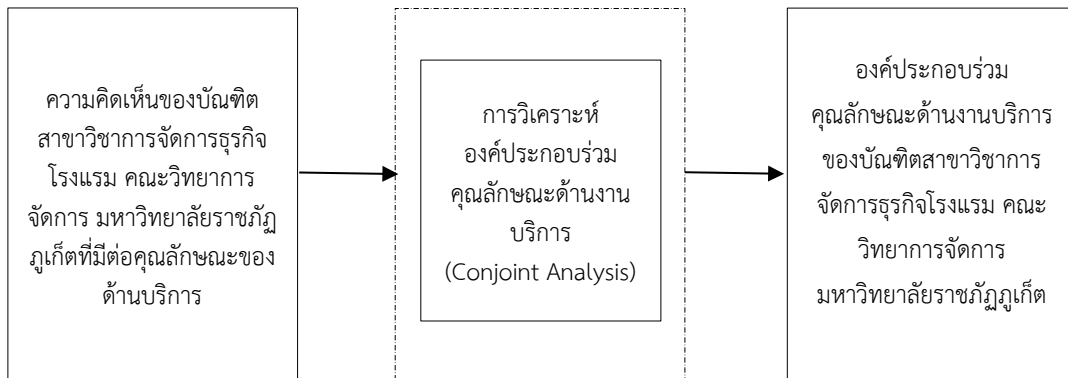 ความคิดเห็นของบัณฑิต
สาขาวิชาการจัดการธุรกิจ
โรงแรม คณะวิทยาการ
จัดการ มหาวิทยาลัยราชภัฏ
ภูเก็ตที่มีต่อคุณลักษณะของ
ด้านบริการ
การวิเคราะห์
องค์ประกอบร่วม
คุณลักษณะด้านงาน
บริการ
(Conjoint Analysis)
องค์ประกอบร่วม
คุณลักษณะด้านงานบริการ
ของบัณฑิตสาขาวิชาการ
จัดการธุรกิจโรงแรม คณะ
วิทยาการจัดการ
มหาวิทยาลัยราชภัฏภูเก็ต